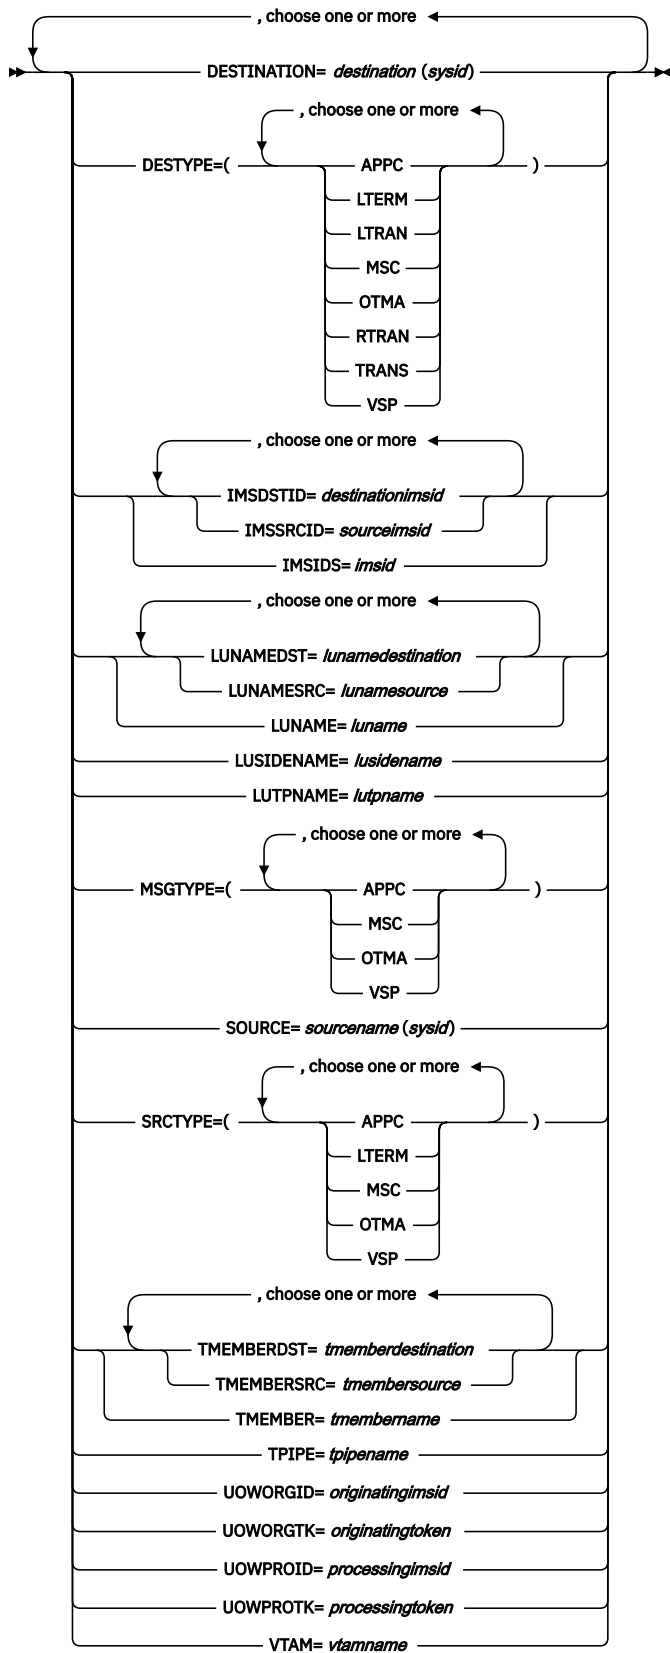 , choose one or more
DESTINATION= destination (sysid)
, choose one or more
DESTYPE=( APPC )
LTERM
LTRAN
MSC
OTMA
RTRAN
TRANS
VSP
, choose one or more
IMSDSTID= destinationimsid
IMSSRCID= sourceimsid
IMSIDS= imsid
, choose one or more
LUNAMEDST= lunamedestination
LUNAMESRC= lunamesource
LUNAME= luname
LUSIDENAME= lusidename
LUTPNAME= lutpname
, choose one or more
MSGTYPE=( APPC )
MSC
OTMA
VSP
SOURCE= sourcename (sysid)
, choose one or more
SRCTYPE=( APPC )
LTERM
MSC
OTMA
VSP
, choose one or more
TMEMBERDST= tmemberdestination
TMEMBERSRC= tmembersource
TMEMBER= tmembername
TPIPE= tpipename
UOWORGID= originatingimsid
UOWORGTK= originatingtoken
UOWPROID= processingimsid
UOWPROTK= processingtoken
VTAM= vtamname